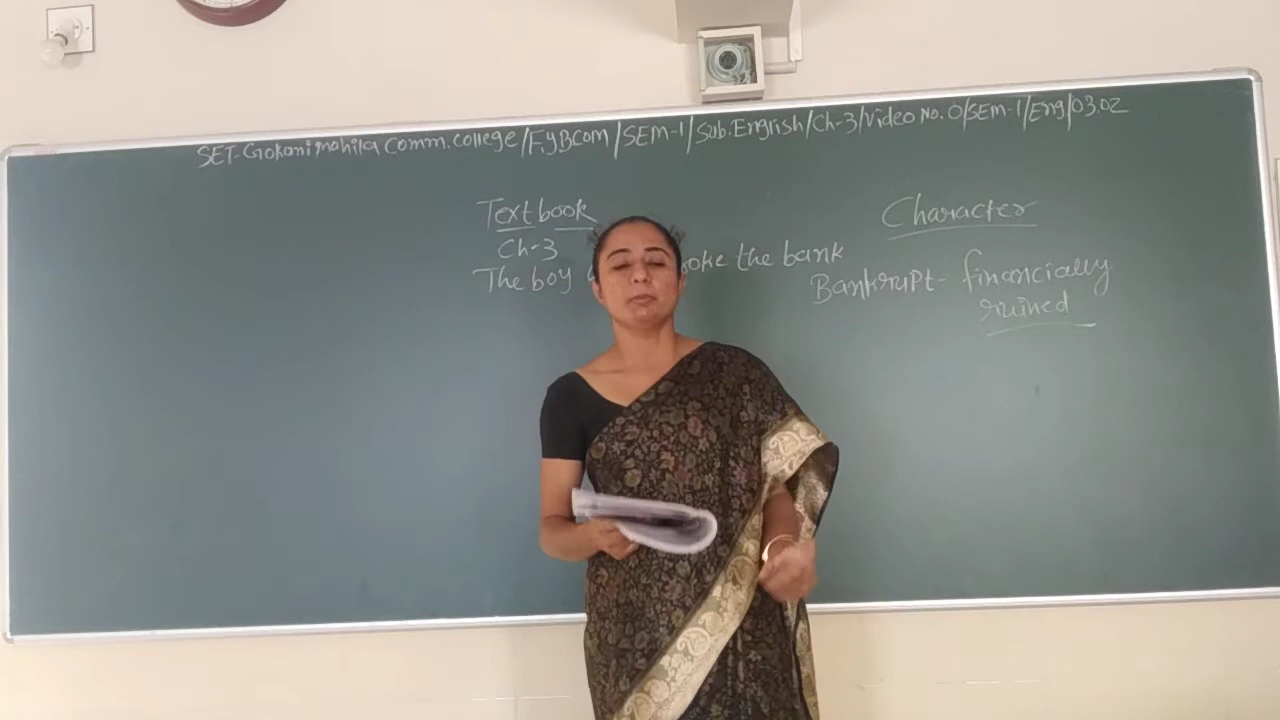 SET-Gokani Mahila Comm. College/F.y.BCom/SEM-1/Sub.English/Ch-3/Video No. 0/SEM-1/Eng/03.02
Textbook
Ch-3
The boy oke the bank
Character
Bankrupt - financially
ruined